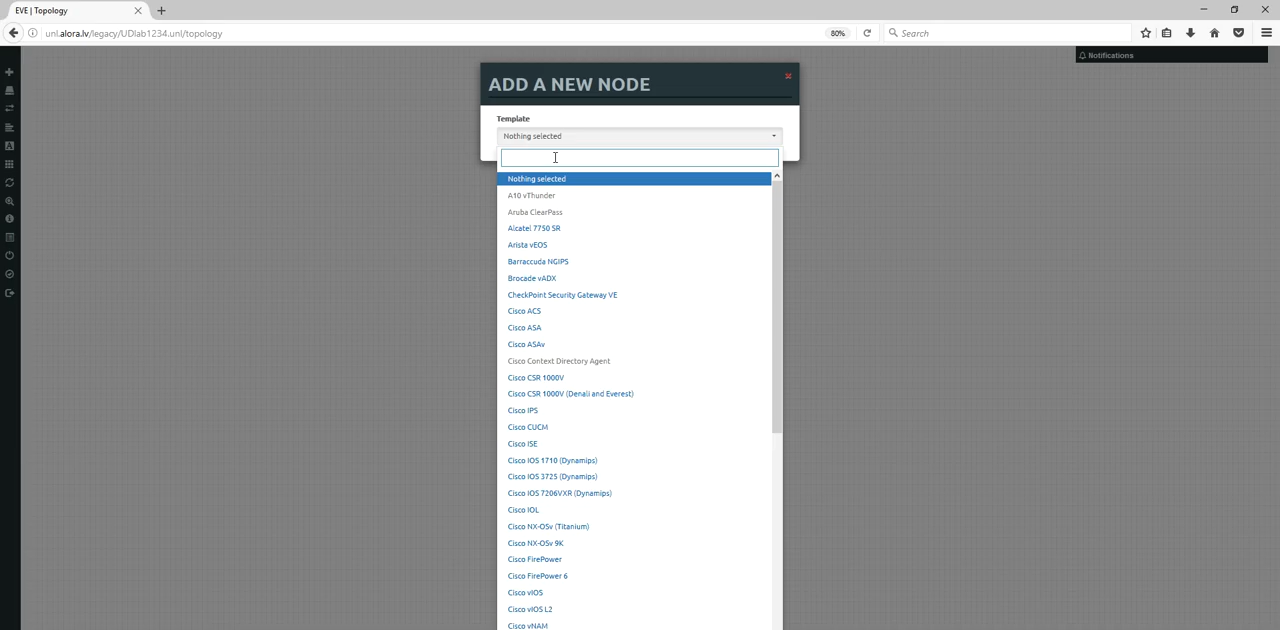 EVE | Topology
unl.alora.lv/legacy/UDlab1234.unl/topology
80%
Search
Notifications
ADD A NEW NODE
Template
Nothing selected
Nothing selected
A10 vThunder
Aruba ClearPass
Alcatel 7750 SR
Arista vEOS
Barraccuda NGIPS
Brocade vADX
CheckPoint Security Gateway VE
Cisco ACS
Cisco ASA
Cisco ASAv
Cisco Context Directory Agent
Cisco CSR 1000V
Cisco CSR 1000V (Denali and Everest)
Cisco IPS
Cisco CUCM
Cisco ISE
Cisco IOS 1710 (Dynamips)
Cisco IOS 3725 (Dynamips)
Cisco IOS 7206VXR (Dynamips)
Cisco IOL
Cisco NX-OSv (Titanium)
Cisco NX-OSv 9K
Cisco FirePower
Cisco FirePower 6
Cisco vIOS
Cisco vIOS L2
Cisco vNAM